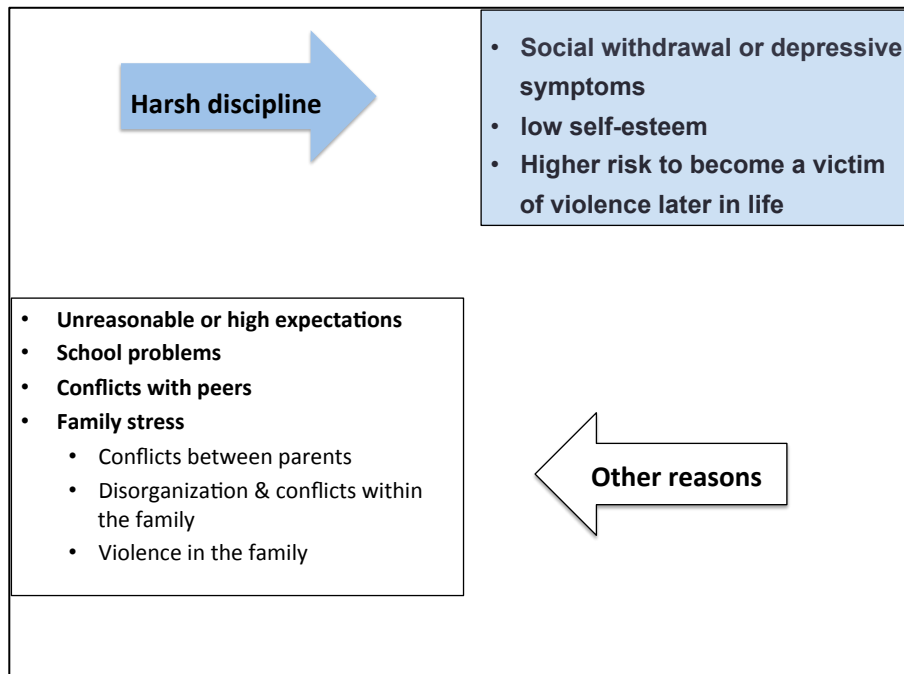 Harsh discipline
• Social withdrawal or depressive
symptoms
• low self-esteem
• Higher risk to become a victim
of violence later in life
• Unreasonable or high expectations
• School problems
• Conflicts with peers
• Family stress
• Conflicts between parents
• Disorganization & conflicts within
the family
• Violence in the family
Other reasons